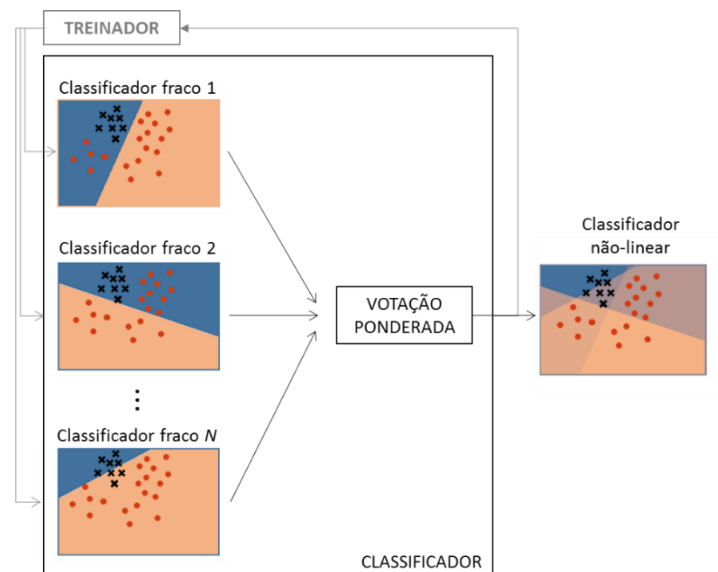 TREINADOR
Classificador fraco 1
Classificador fraco 2
Classificador fraco N
VOTAÇÃO
PONDERADA
Classificador
não-linear
CLASSIFICADOR